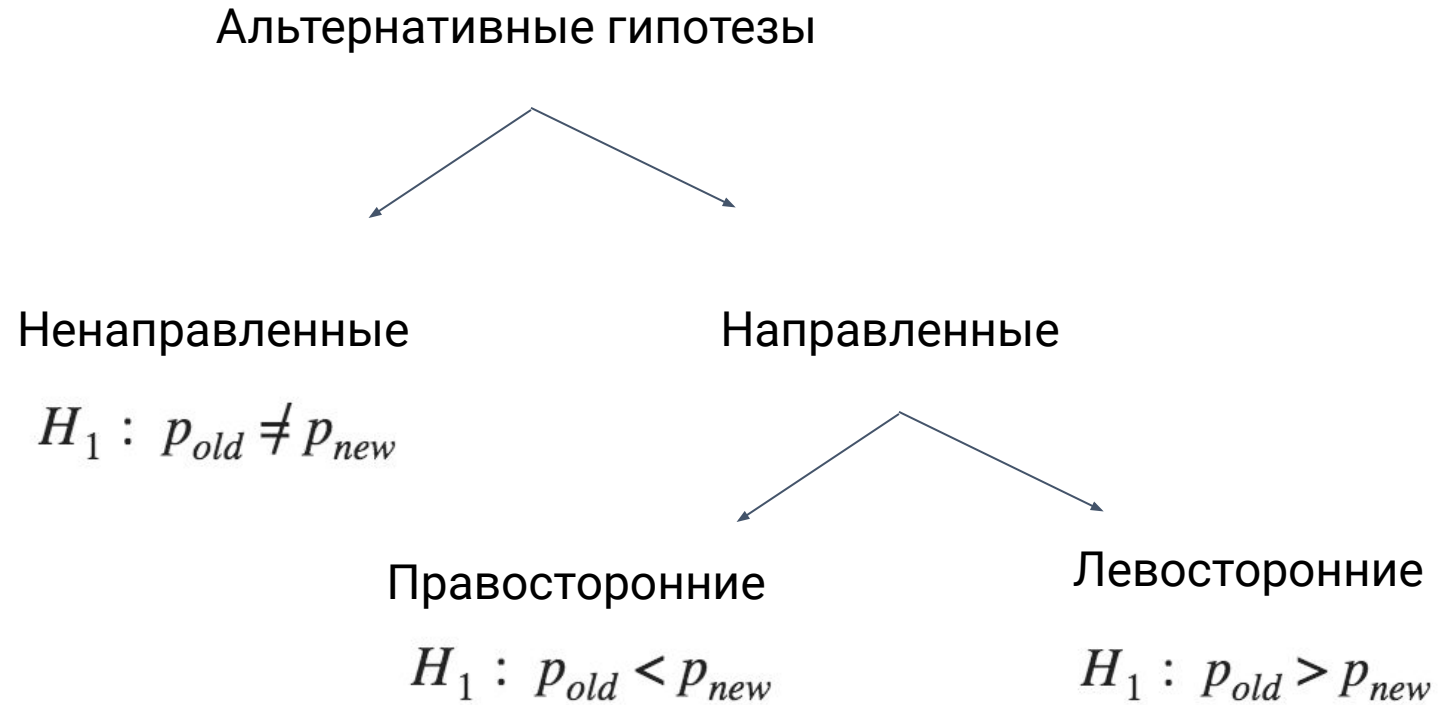 Альтернативные гипотезы
Ненаправленные
Направленные
H₁ : p_old ≠ p_new
Правосторонние
Левосторонние
H₁ : p_old < p_new
H₁ : p_old > p_new